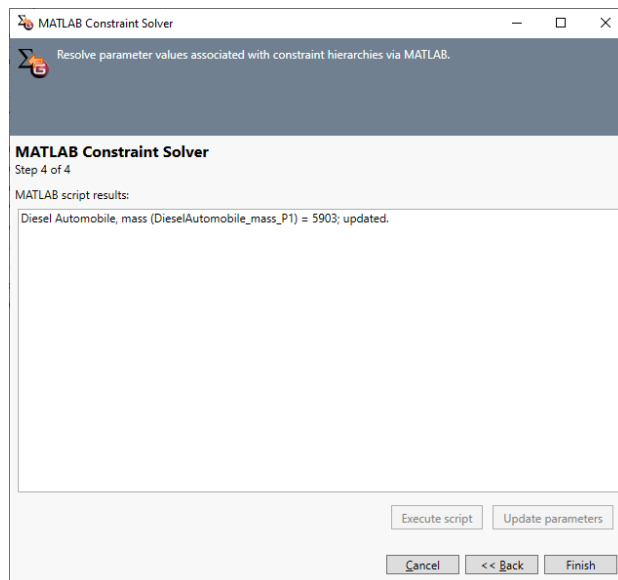 MATLAB Constraint Solver
Resolve parameter values associated with constraint hierarchies via MATLAB.
MATLAB Constraint Solver
Step 4 of 4
MATLAB script results:
Diesel Automobile, mass (DieselAutomobile_mass_P1) = 5903; updated.
Execute script
Update parameters
Cancel
<< Back
Finish